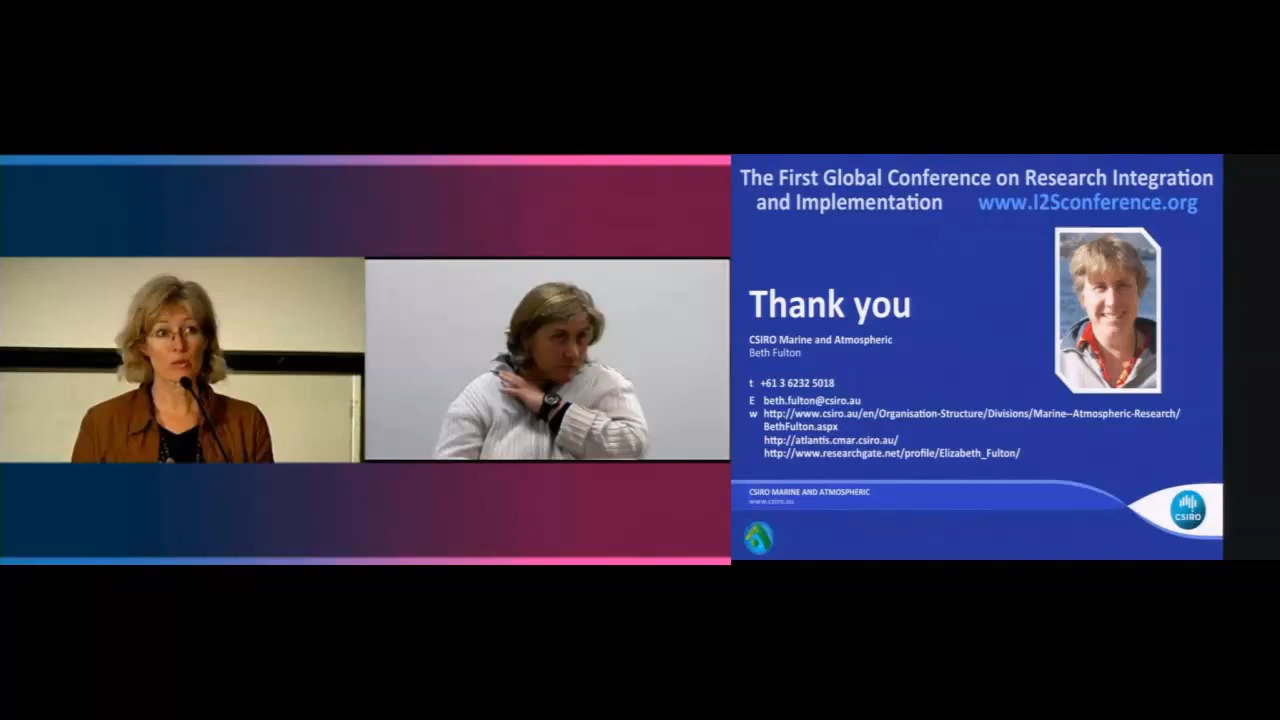 The First Global Conference on Research Integration
and Implementation www.I2Sconference.org
Thank you
CSIRO Marine and Atmospheric
Beth Fulton
t +61 3 6232 5018
E beth.fulton@csiro.au
w http://www.csiro.au/en/Organisation-Structure/Divisions/Marine--Atmospheric-Research/
BethFulton.aspx
http://atlantis.cmar.csiro.au/
http://www.researchgate.net/profile/Elizabeth_Fulton/
CSIRO MARINE AND ATMOSPHERIC
www.csiro.au
CSIRO